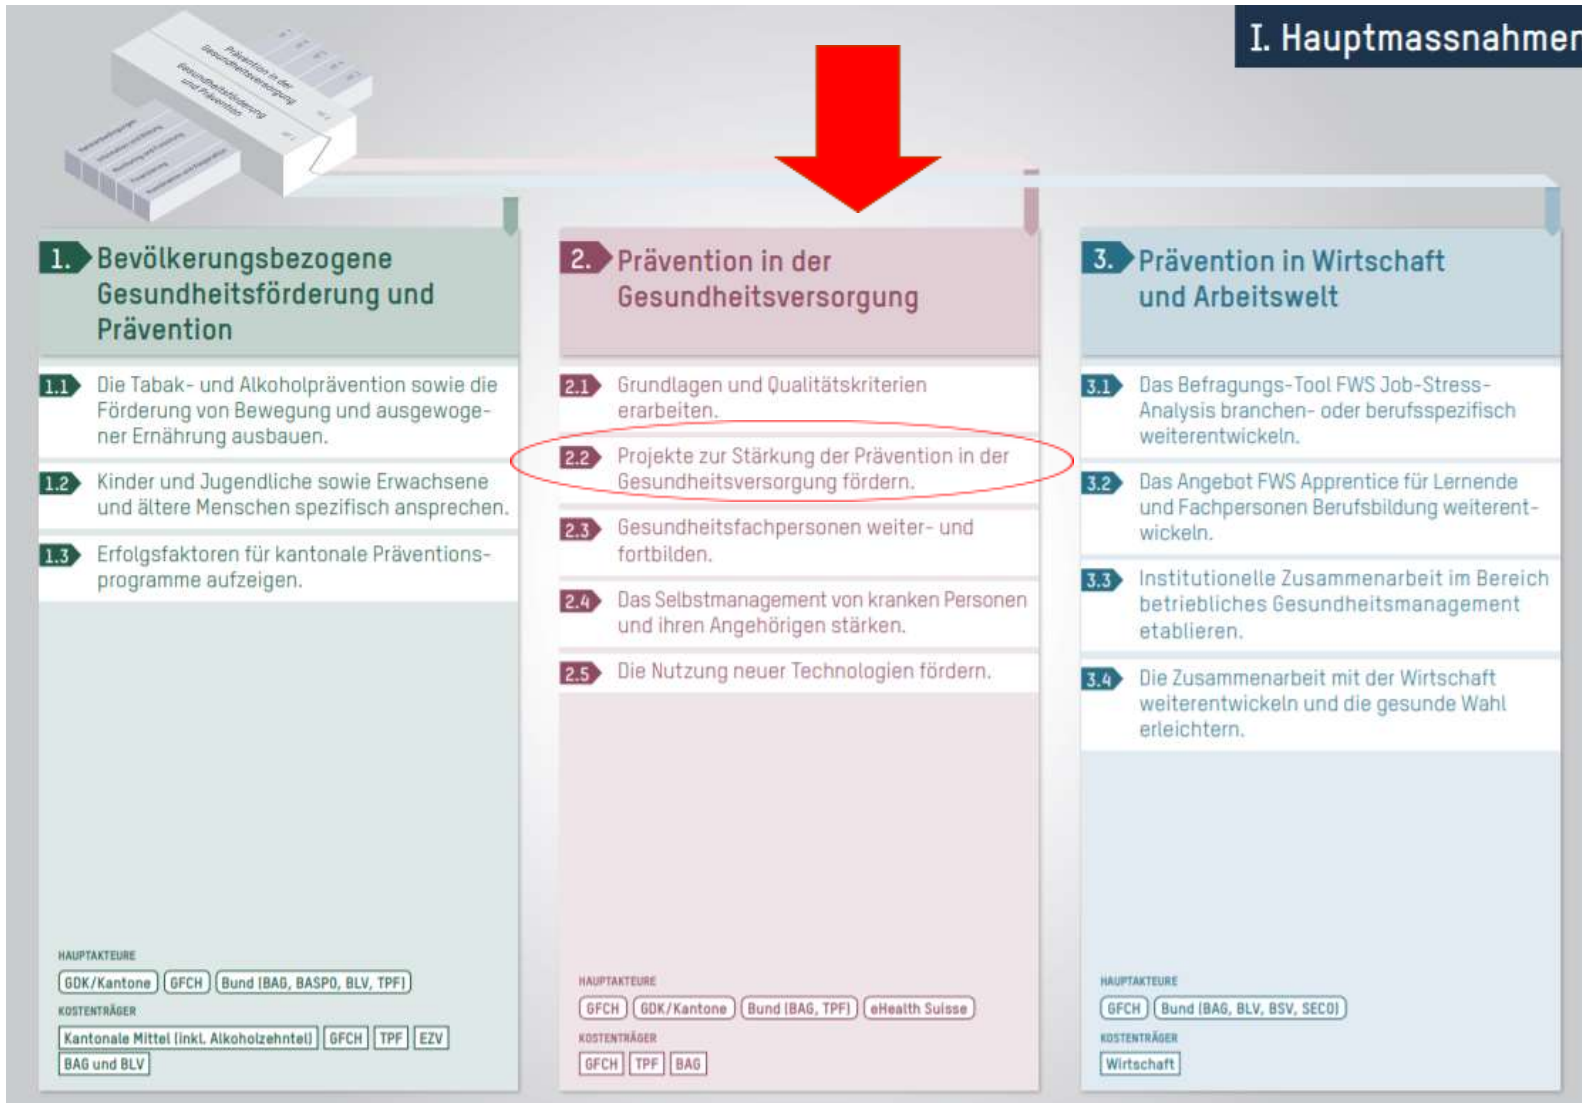 I. Hauptmassnahmen
Prävention in der
Gesundheitsversorgung
Gesundheitsförderung
und Prävention
1. Bevölkerungsbezogene
Gesundheitsförderung und
Prävention
1.1 Die Tabak- und Alkoholprävention sowie die
Förderung von Bewegung und ausgewoge-
ner Ernährung ausbauen.
1.2 Kinder und Jugendliche sowie Erwachsene
und ältere Menschen spezifisch ansprechen.
1.3 Erfolgsfaktoren für kantonale Präventions-
programme aufzeigen.
HAUPTAKTEURE
GDK/Kantone GFCH Bund (BAG, BASPO, BLV, TPF)
KOSTENTRÄGER
Kantonale Mittel (inkl. Alkoholzehntel) GFCH TPF EZV
BAG und BLV
2. Prävention in der
Gesundheitsversorgung
2.1 Grundlagen und Qualitätskriterien
erarbeiten.
2.2 Projekte zur Stärkung der Prävention in der
Gesundheitsversorgung fördern.
2.3 Gesundheitsfachpersonen weiter- und
fortbilden.
2.4 Das Selbstmanagement von kranken Personen
und ihren Angehörigen stärken.
2.5 Die Nutzung neuer Technologien fördern.
HAUPTAKTEURE
GFCH GDK/Kantone Bund (BAG, TPF) eHealth Suisse
KOSTENTRÄGER
GFCH TPF BAG
3. Prävention in Wirtschaft
und Arbeitswelt
3.1 Das Befragungs-Tool FWS Job-Stress-
Analysis branchen- oder berufsspezifisch
weiterentwickeln.
3.2 Das Angebot FWS Apprentice für Lernende
und Fachpersonen Berufsbildung weiterent-
wickeln.
3.3 Institutionelle Zusammenarbeit im Bereich
betriebliches Gesundheitsmanagement
etablieren.
3.4 Die Zusammenarbeit mit der Wirtschaft
weiterentwickeln und die gesunde Wahl
erleichtern.
HAUPTAKTEURE
GFCH Bund (BAG, BLV, BSV, SECO)
KOSTENTRÄGER
Wirtschaft